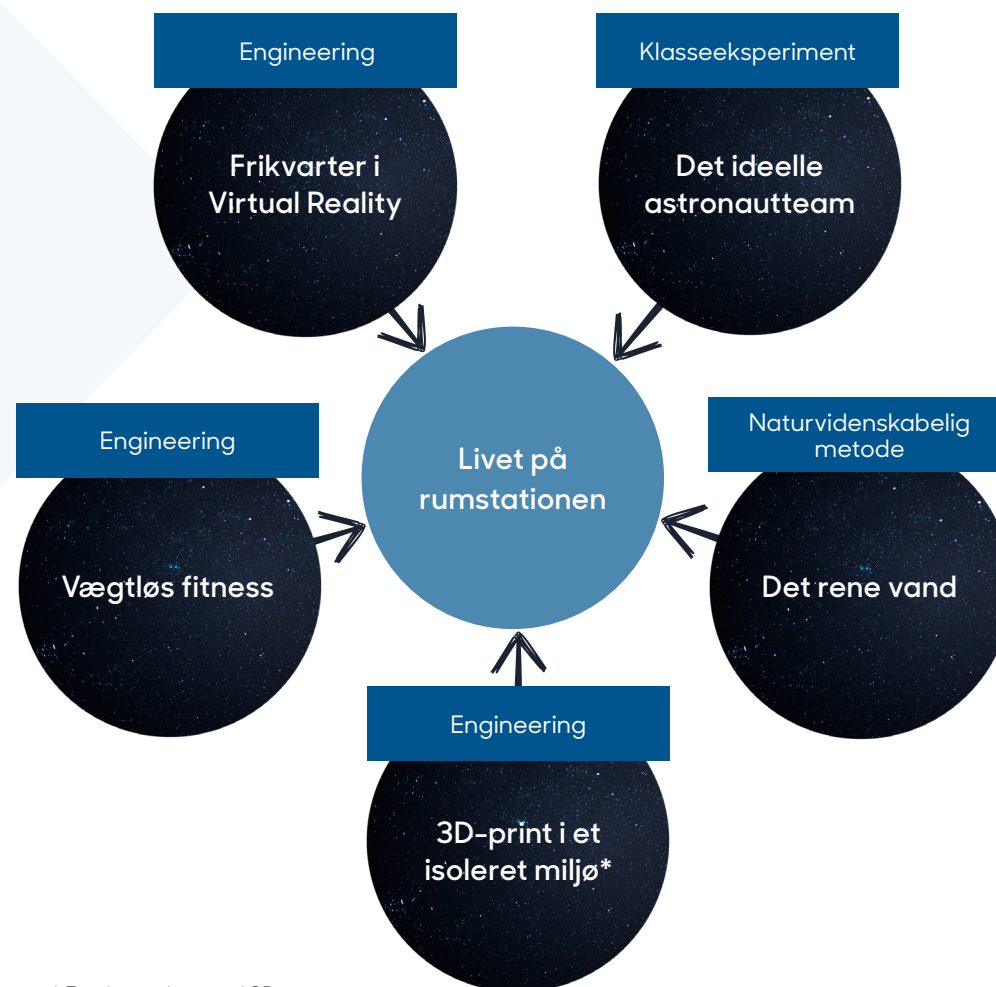 Engineering
Frikvarter i
Virtual Reality
Klasseeksperiment
Det ideelle
astronautteam
Engineering
Vægtløs fitness
Livet på
rumstationen
Naturvidenskabelig
metode
Det rene vand
Engineering
3D-print i et
isoleret miljø*